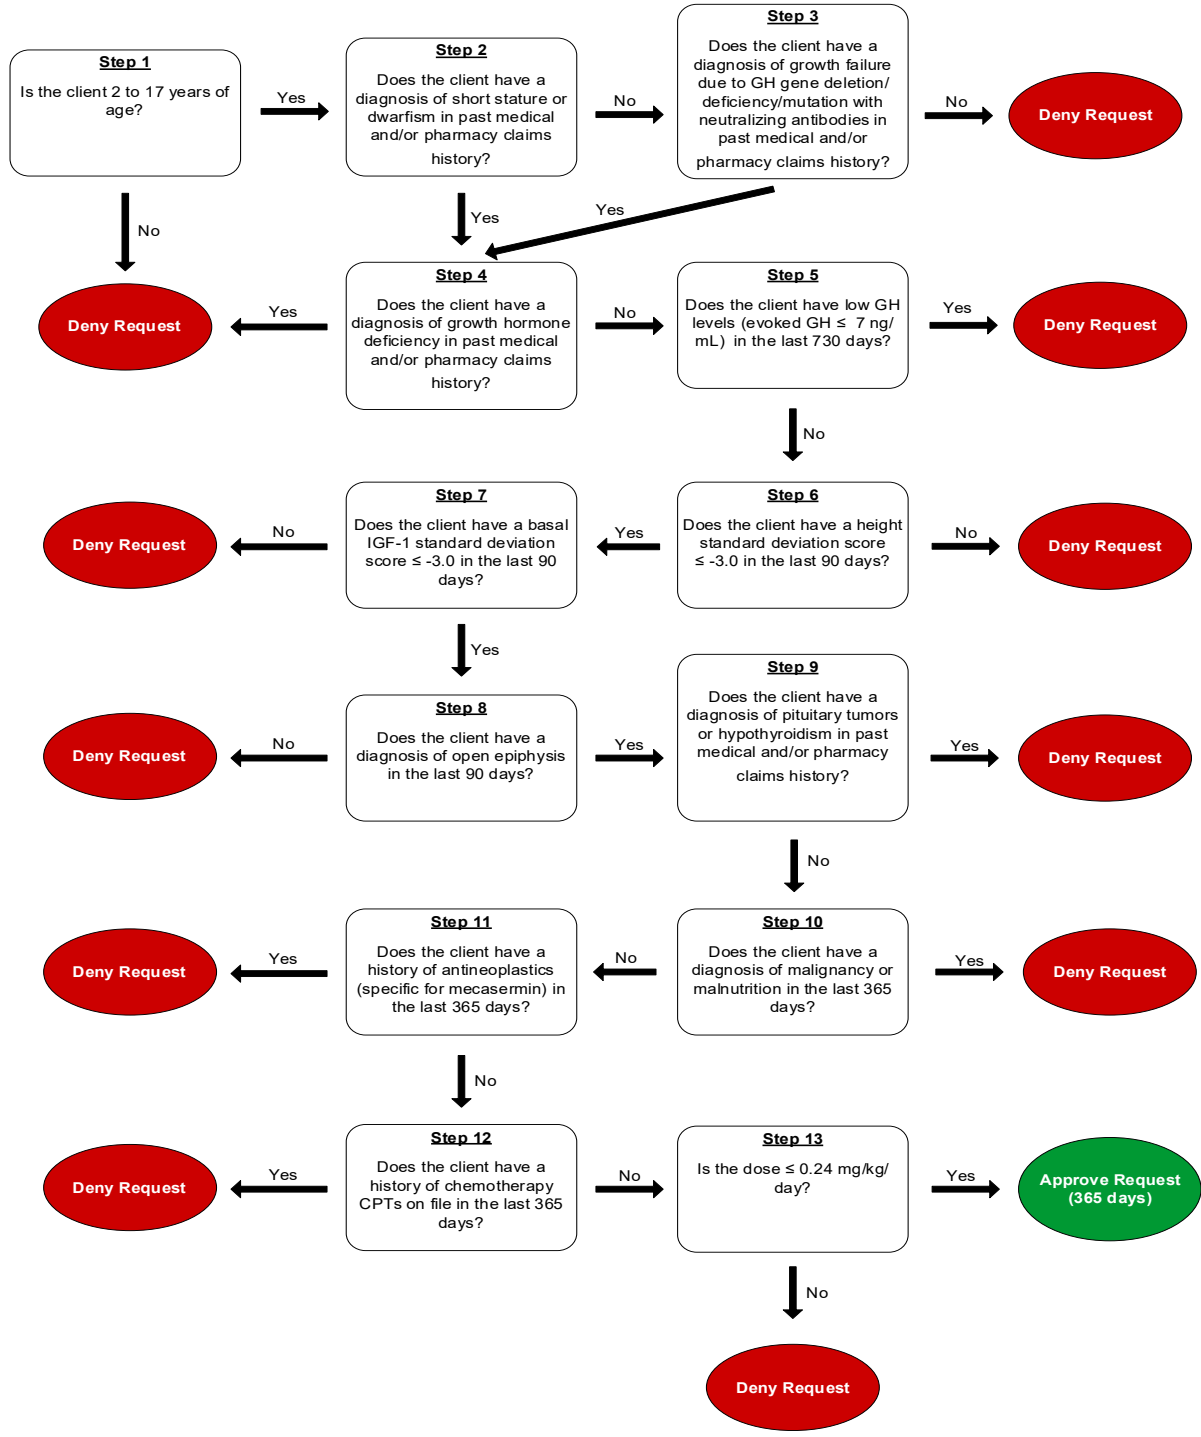 Step 1
Is the client 2 to 17 years of
age?
Yes
Step 2
Does the client have a
diagnosis of short stature or
dwarfism in past medical
and/or pharmacy claims
history?
No
Step 3
Does the client have a
diagnosis of growth failure
due to GH gene deletion/
deficiency/mutation with
neutralizing antibodies in
past medical and/or
pharmacy claims history?
No
Deny Request
No
Yes
Yes
Deny Request
Yes
Step 4
Does the client have a
diagnosis of growth hormone
deficiency in past medical
and/or pharmacy claims
history?
No
Step 5
Does the client have low GH
levels (evoked GH ≤ 7 ng/
mL) in the last 730 days?
Yes
Deny Request
No
Deny Request
No
Step 7
Does the client have a basal
IGF-1 standard deviation
score ≤ -3.0 in the last 90
days?
Yes
Step 6
Does the client have a height
standard deviation score
≤ -3.0 in the last 90 days?
No
Deny Request
Yes
Deny Request
No
Step 8
Does the client have a
diagnosis of open epiphysis
in the last 90 days?
Yes
Step 9
Does the client have a
diagnosis of pituitary tumors
or hypothyroidism in past
medical and/or pharmacy
claims history?
Yes
Deny Request
No
Deny Request
Yes
Step 11
Does the client have a
history of antineoplastics
(specific for mecasermin) in
the last 365 days?
No
Step 10
Does the client have a
diagnosis of malignancy or
malnutrition in the last 365
days?
Yes
Deny Request
No
Deny Request
Yes
Step 12
Does the client have a
history of chemotherapy
CPTs on file in the last 365
days?
No
Step 13
Is the dose ≤ 0.24 mg/kg/
day?
Yes
Approve Request
(365 days)
No
Deny Request